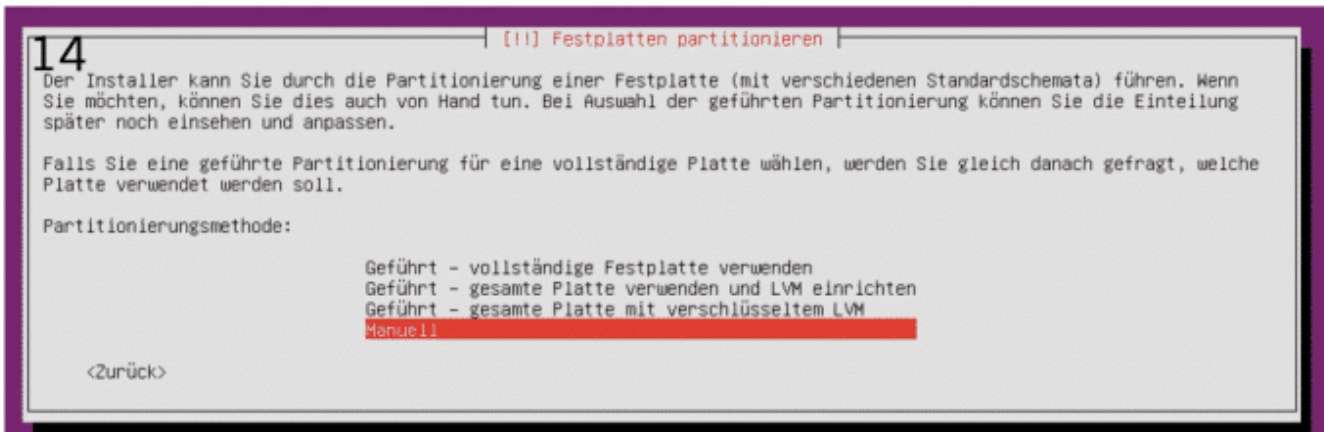 14
[!!] Festplatten partitionieren
Der Installer kann Sie durch die Partitionierung einer Festplatte (mit verschiedenen Standardschemata) führen. Wenn
Sie möchten, können Sie dies auch von Hand tun. Bei Auswahl der geführten Partitionierung können Sie die Einteilung
später noch einsehen und anpassen.
Falls Sie eine geführte Partitionierung für eine vollständige Platte wählen, werden Sie gleich danach gefragt, welche
Platte verwendet werden soll.
Partitionierungsmethode:
Geführt - vollständige Festplatte verwenden
Geführt - gesamte Platte verwenden und LVM einrichten
Geführt - gesamte Platte mit verschlüsseltem LVM
Manuell
<Zurück>